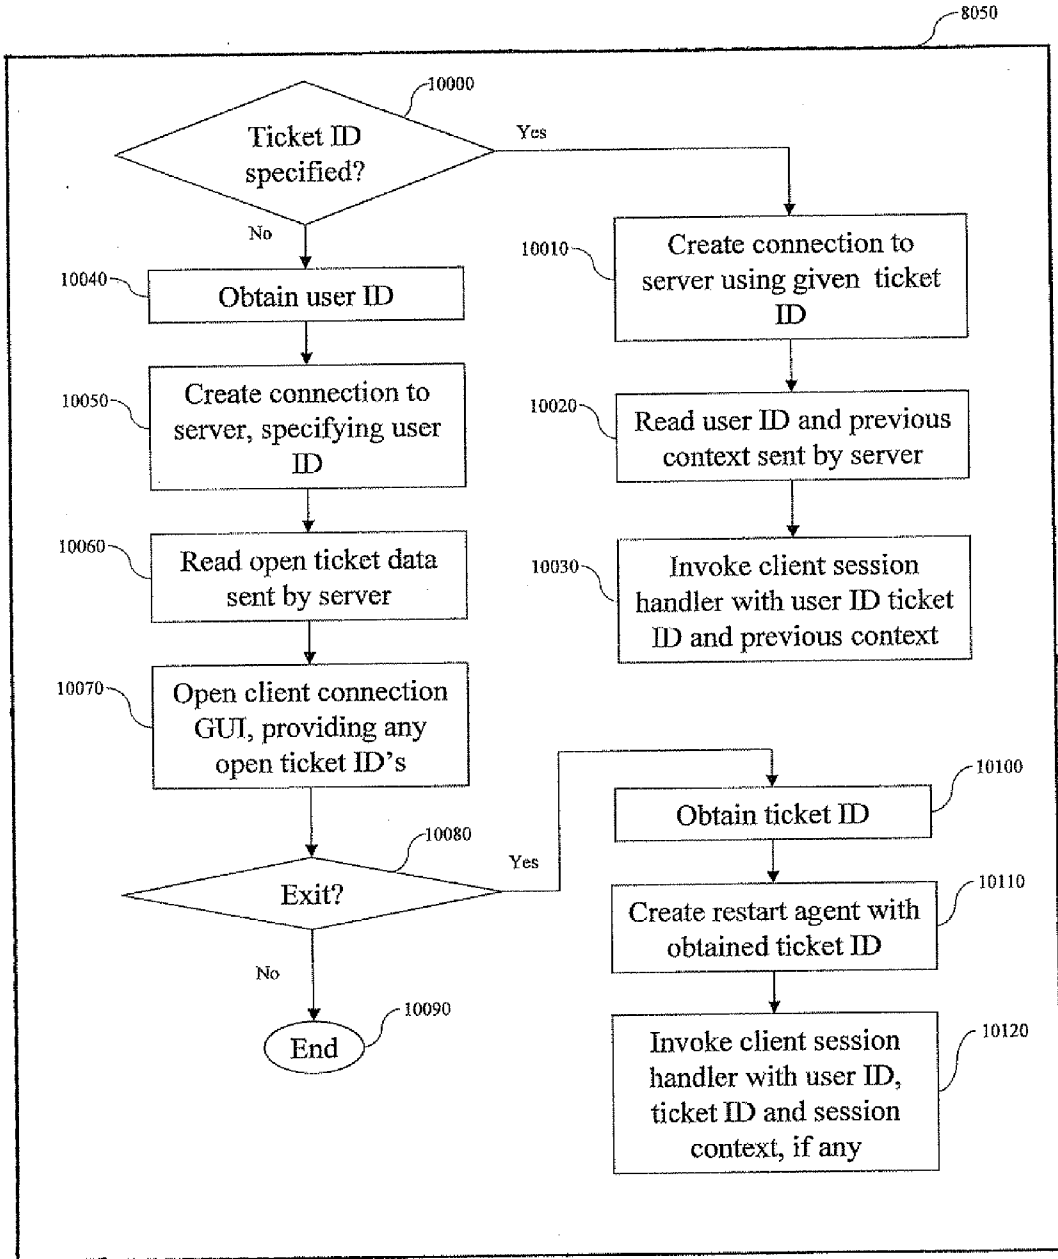 8050
10000
Ticket ID
specified?
Yes
No
10040
Obtain user ID
10050
Create connection to
server, specifying user
ID
10060
Read open ticket data
sent by server
10070
Open client connection
GUI, providing any
open ticket ID's
10080
Exit?
Yes
No
10090
End
10010
Create connection to
server using given ticket
ID
10020
Read user ID and previous
context sent by server
10030
Invoke client session
handler with user ID ticket
ID and previous context
10100
Obtain ticket ID
10110
Create restart agent with
obtained ticket ID
10120
Invoke client session
handler with user ID,
ticket ID and session
context, if any